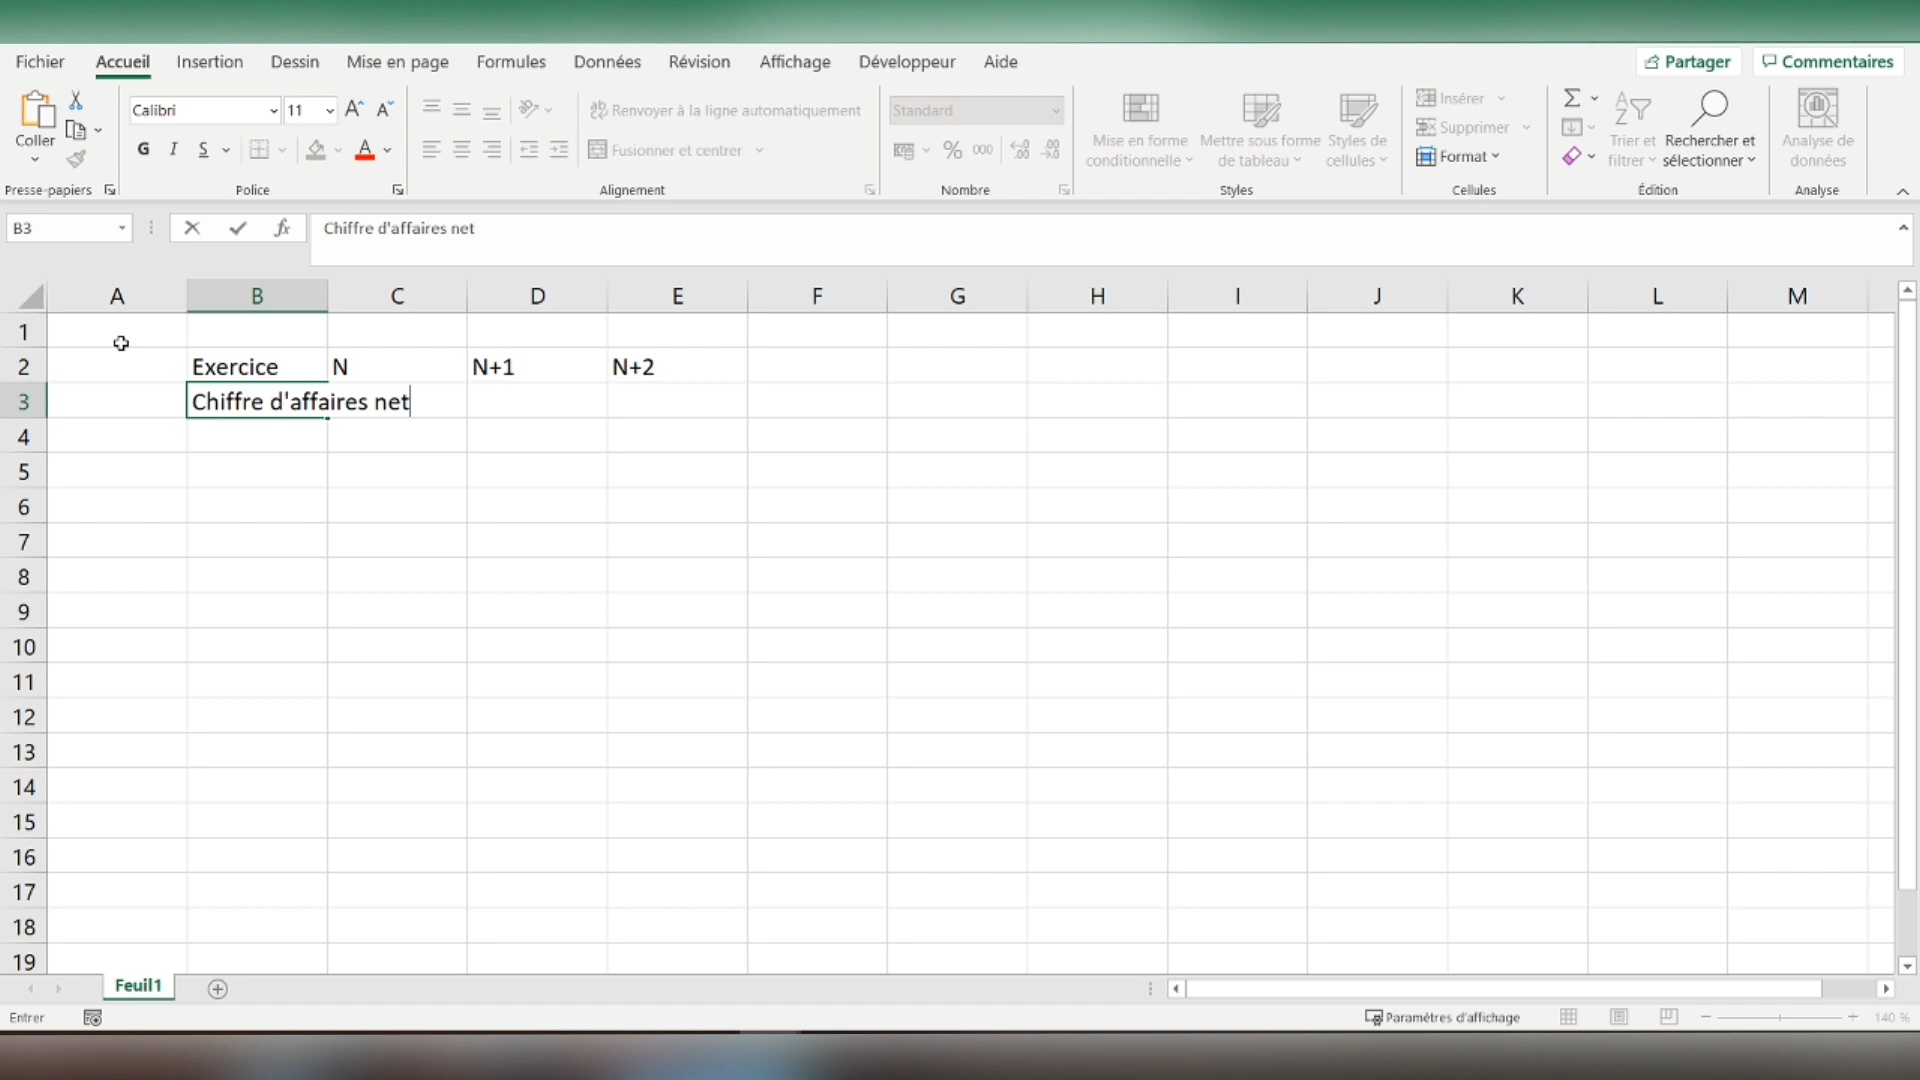 Fichier Accueil Insertion Dessin Mise en page Formules Données Révision Affichage Développeur Aide Partager Commentaires
Coller
Presse-papiers
Calibri 11
G I S
Police
Renvoyer à la ligne automatiquement
Fusionner et centrer
Alignement
Standard
% 000
Nombre
Mise en forme conditionnelle
Mettre sous forme de tableau
Styles de cellules
Styles
Insérer
Supprimer
Format
Cellules
Trier et filtrer
Rechercher et sélectionner
Édition
Analyse de données
Analyse
B3 fx Chiffre d'affaires net
A B C D E F G H I J K L M
1
2 Exercice N N+1 N+2
3 Chiffre d'affaires net
4
5
6
7
8
9
10
11
12
13
14
15
16
17
18
19
Feuil1
Entrer Paramètres d'affichage 140 %